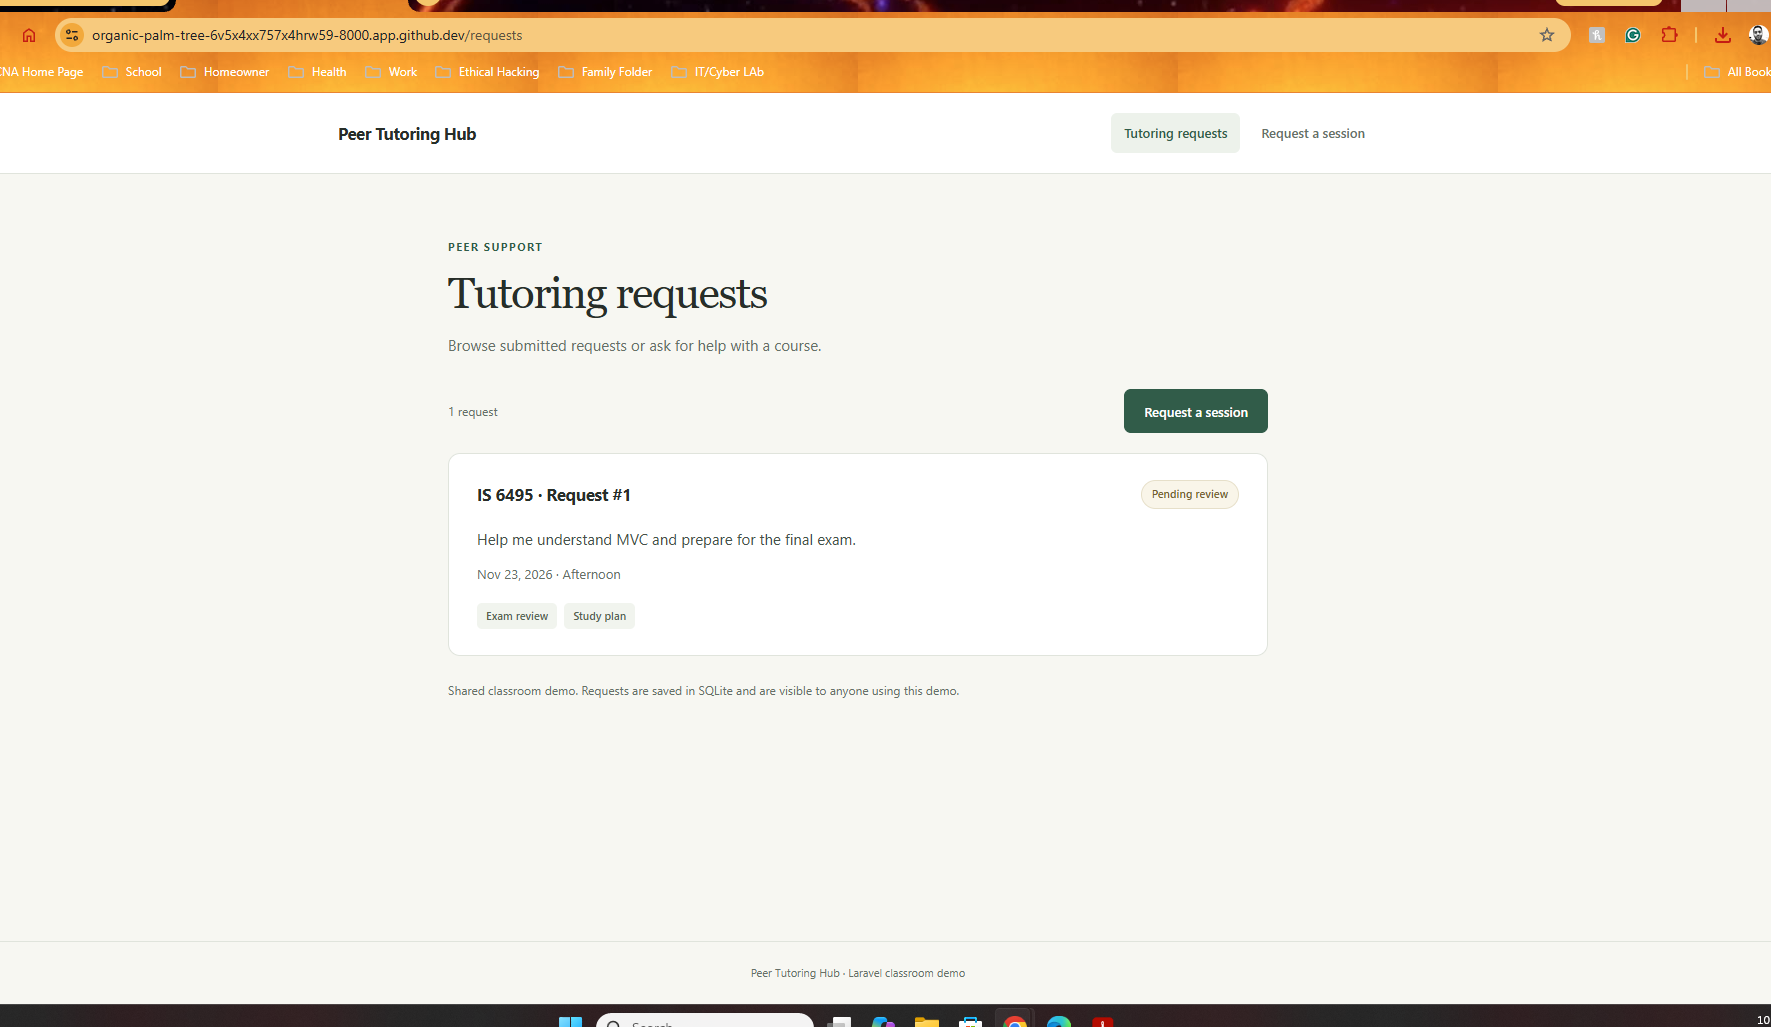 organic-palm-tree-6v5x4xx757x4hrw59-8000.app.github.dev/requests
CNA Home Page School Homeowner Health Work Ethical Hacking Family Folder IT/Cyber LAb All Book
Peer Tutoring Hub Tutoring requests Request a session
PEER SUPPORT
Tutoring requests
Browse submitted requests or ask for help with a course.
1 request Request a session
IS 6495 · Request #1 Pending review
Help me understand MVC and prepare for the final exam.
Nov 23, 2026 · Afternoon
Exam review Study plan
Shared classroom demo. Requests are saved in SQLite and are visible to anyone using this demo.
Peer Tutoring Hub · Laravel classroom demo
Search 10